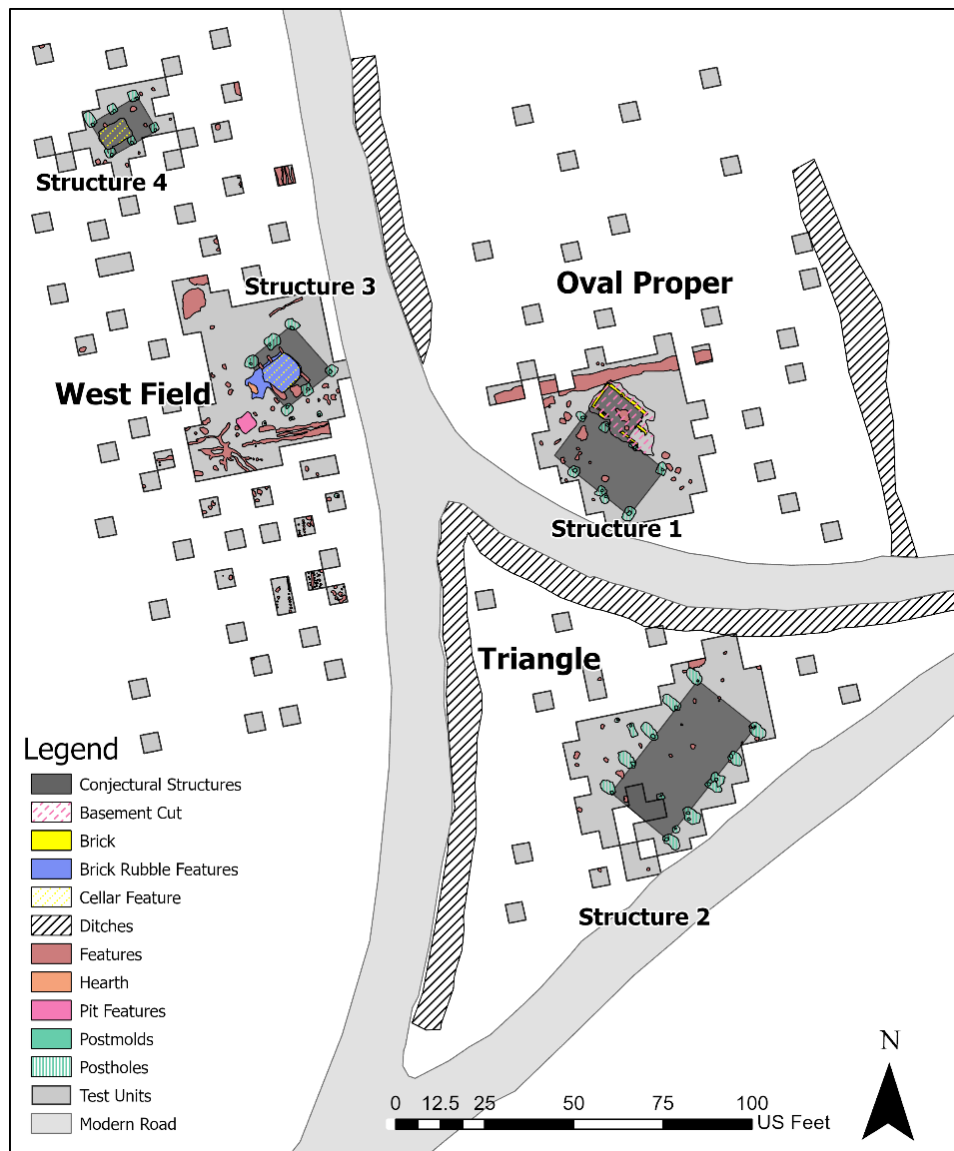 Structure 4
Structure 3
Oval Proper
West Field
Structure 1
Triangle
Structure 2
Legend
Conjectural Structures
Basement Cut
Brick
Brick Rubble Features
Cellar Feature
Ditches
Features
Hearth
Pit Features
Postmolds
Postholes
Test Units
Modern Road
N
0 12.5 25 50 75 100
US Feet